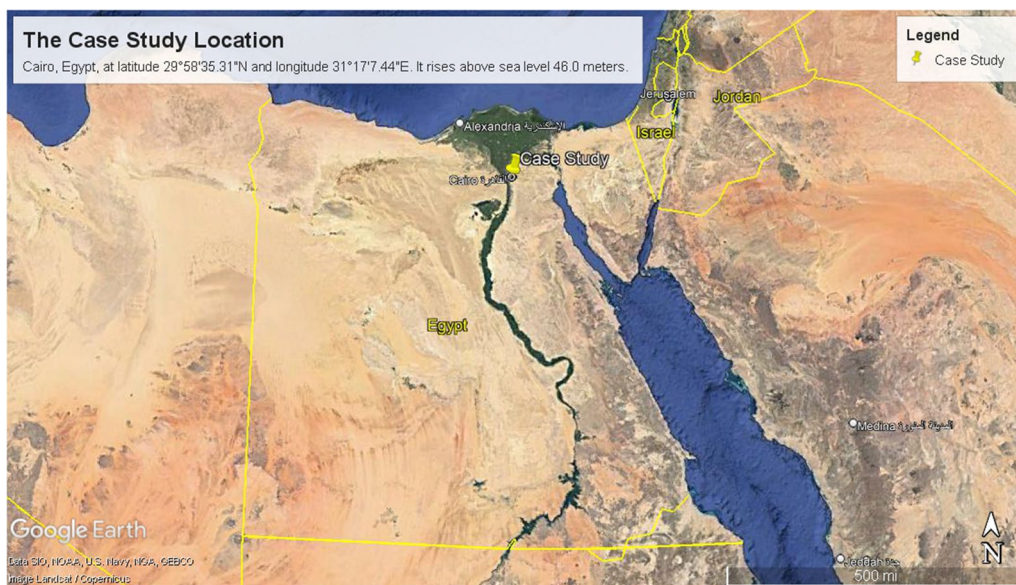 The Case Study Location
Cairo, Egypt, at latitude 29°58'35.31"N and longitude 31°17'7.44"E. It rises above sea level 46.0 meters.
Legend
Case Study
Jerusalem
Jordan
Alexandria الإسكندرية
Israel
Case Study
Cairo القاهرة
Egypt
Medina المدينة المنورة
Google Earth
N
Data SIO, NOAA, U.S. Navy, NGA, GEBCO
Jeddah جدة
500 mi
Image Landsat / Copernicus